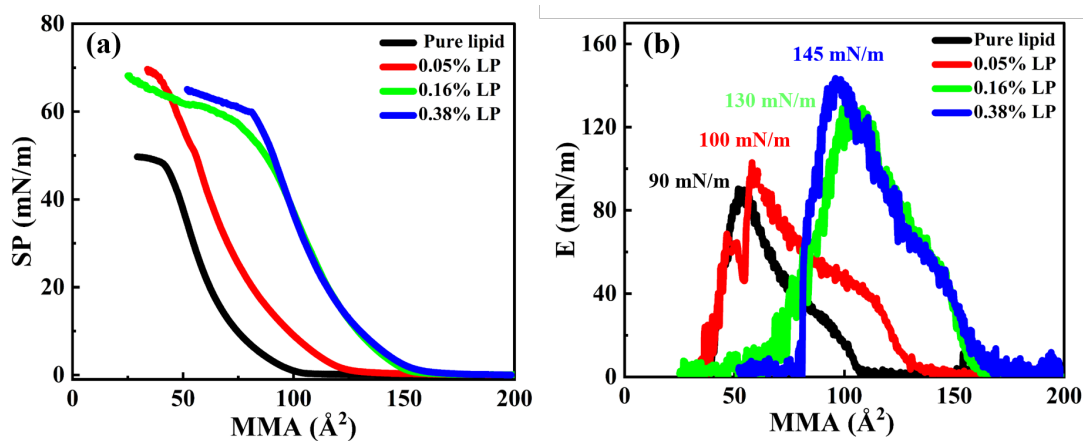 (a)
Pure lipid
0.05% LP
0.16% LP
0.38% LP
80
60
40
20
0
SP (mN/m)
0
50
100
150
200
MMA (Å²)
(b)
145 mN/m
130 mN/m
100 mN/m
90 mN/m
Pure lipid
0.05% LP
0.16% LP
0.38% LP
160
120
80
40
0
E (mN/m)
0
50
100
150
200
MMA (Å²)